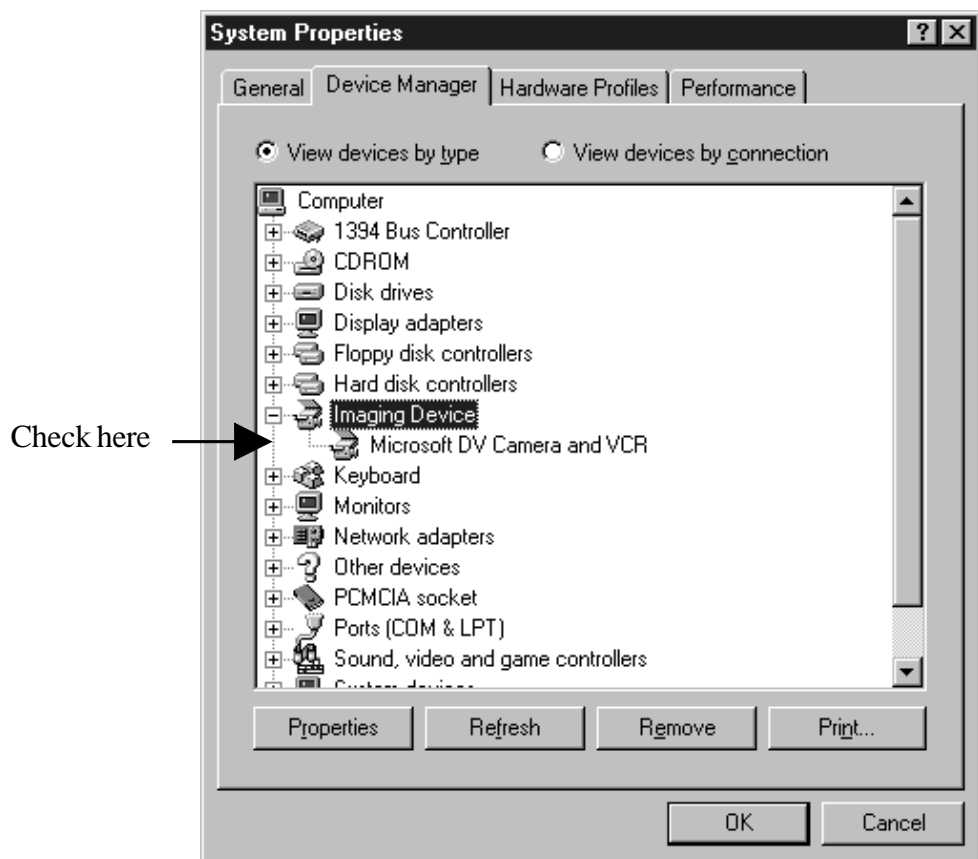 System Properties
General Device Manager Hardware Profiles Performance
View devices by type View devices by connection
Computer
1394 Bus Controller
CDROM
Disk drives
Display adapters
Floppy disk controllers
Hard disk controllers
Imaging Device
Check here
Microsoft DV Camera and VCR
Keyboard
Monitors
Network adapters
Other devices
PCMCIA socket
Ports (COM & LPT)
Sound, video and game controllers
System devices
Properties Refresh Remove Print...
OK Cancel